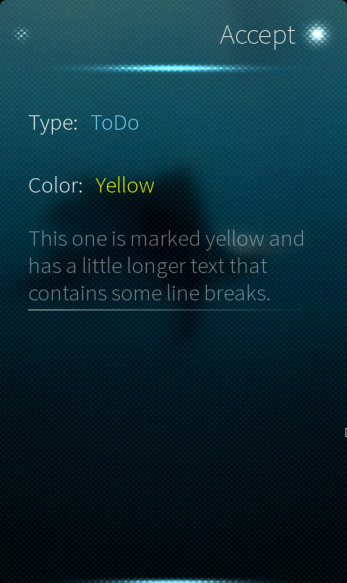 Accept
Type: ToDo
Color: Yellow
This one is marked yellow and
has a little longer text that
contains some line breaks.